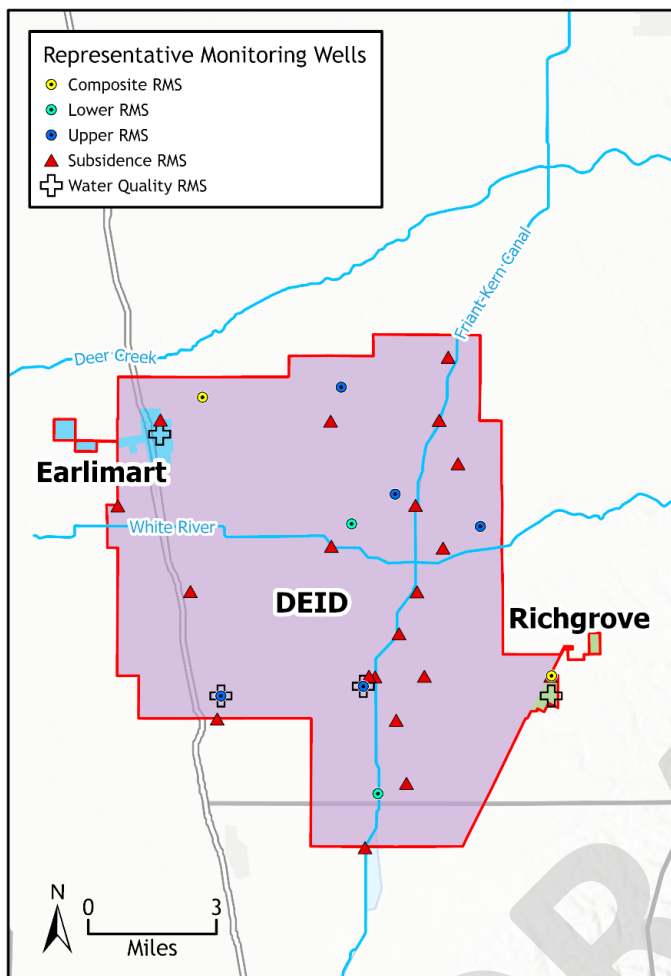 Representative Monitoring Wells
Composite RMS
Lower RMS
Upper RMS
Subsidence RMS
Water Quality RMS
Friant-Kern Canal
Deer Creek
Earlimart
White River
DEID
Richgrove
N
0 3
Miles